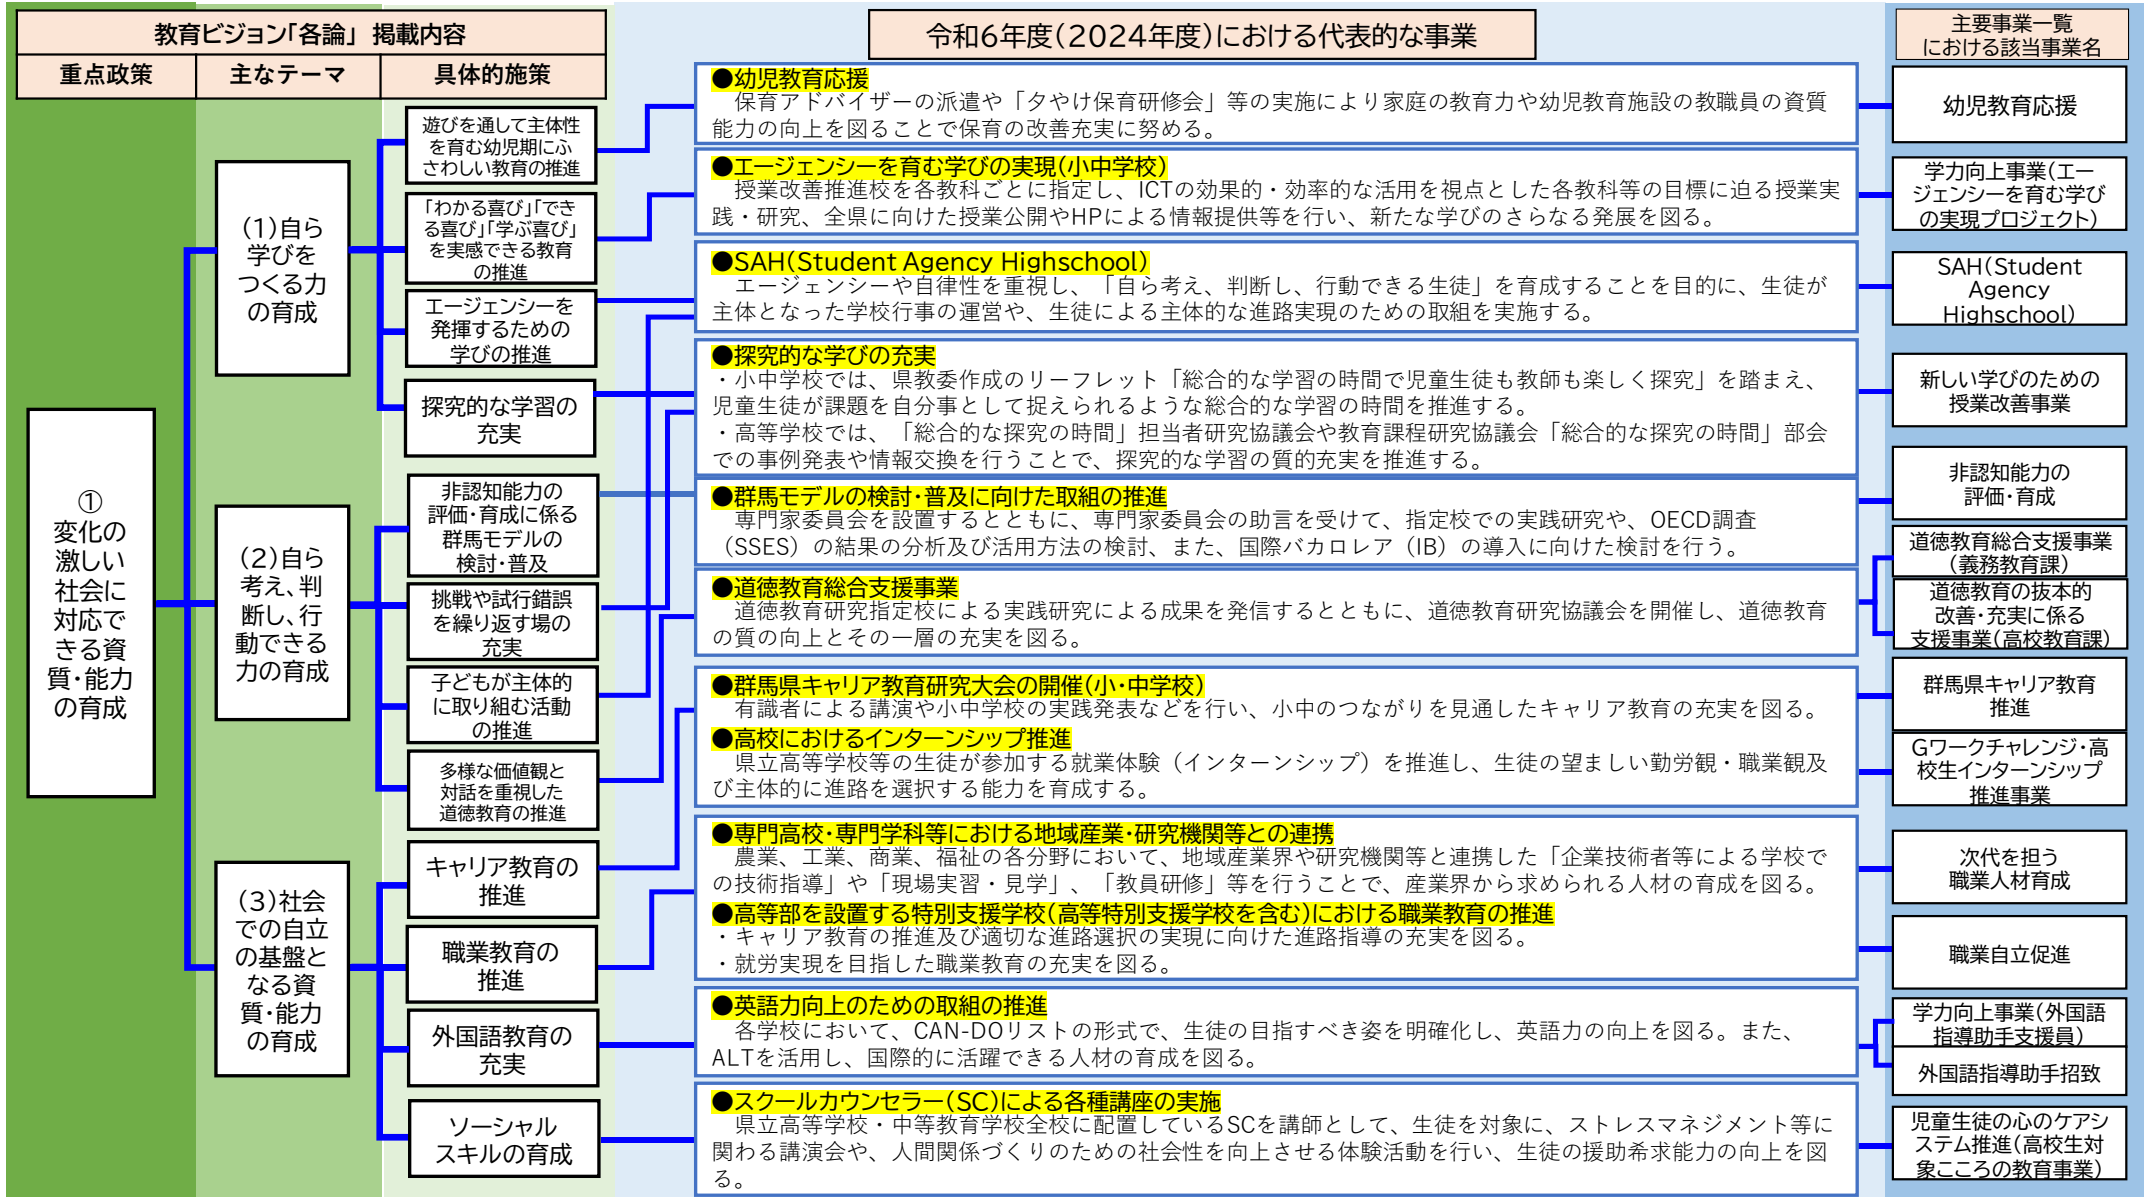 教育ビジョン「各論」 掲載内容
重点政策
主なテーマ
具体的施策
令和6年度(2024年度)における代表的な事業
主要事業一覧
における該当事業名
①
変化の
激しい
社会に
対応で
きる資
質・能力
の育成
(1)自ら
学びを
つくる力
の育成
(2)自ら
考え、判
断し、行
動できる
力の育成
(3)社会
での自立
の基盤と
なる資
質・能力
の育成
遊びを通して主体性
を育む幼児期にふ
さわしい教育の推進
「わかる喜び」「でき
る喜び」「学ぶ喜び」
を実感できる教育
の推進
エージェンシーを
発揮するための
学びの推進
探究的な学習の
充実
非認知能力の
評価・育成に係る
群馬モデルの
検討・普及
挑戦や試行錯誤
を繰り返す場の
充実
子どもが主体的
に取り組む活動
の推進
多様な価値観と
対話を重視した
道徳教育の推進
キャリア教育の
推進
職業教育の
推進
外国語教育の
充実
ソーシャル
スキルの育成
●幼児教育応援
保育アドバイザーの派遣や「夕やけ保育研修会」等の実施により家庭の教育力や幼児教育施設の教職員の資質
能力の向上を図ることで保育の改善充実に努める。
●エージェンシーを育む学びの実現(小中学校)
授業改善推進校を各教科ごとに指定し、ICTの効果的・効率的な活用を視点とした各教科等の目標に迫る授業実
践・研究、全県に向けた授業公開やHPによる情報提供等を行い、新たな学びのさらなる発展を図る。
●SAH(Student Agency Highschool)
エージェンシーや自律性を重視し、「自ら考え、判断し、行動できる生徒」を育成することを目的に、生徒が
主体となった学校行事の運営や、生徒による主体的な進路実現のための取組を実施する。
●探究的な学びの充実
・小中学校では、県教委作成のリーフレット「総合的な学習の時間で児童生徒も教師も楽しく探究」を踏まえ、
児童生徒が課題を自分事として捉えられるような総合的な学習の時間を推進する。
・高等学校では、「総合的な探究の時間」担当者研究協議会や教育課程研究協議会「総合的な探究の時間」部会
での事例発表や情報交換を行うことで、探究的な学習の質的充実を推進する。
●群馬モデルの検討・普及に向けた取組の推進
専門家委員会を設置するとともに、専門家委員会の助言を受けて、指定校での実践研究や、OECD調査
（SSES）の結果の分析及び活用方法の検討、また、国際バカロレア（IB）の導入に向けた検討を行う。
●道徳教育総合支援事業
道徳教育研究指定校による実践研究による成果を発信するとともに、道徳教育研究協議会を開催し、道徳教育
の質の向上とその一層の充実を図る。
●群馬県キャリア教育研究大会の開催(小・中学校)
有識者による講演や小中学校の実践発表などを行い、小中のつながりを見通したキャリア教育の充実を図る。
●高校におけるインターンシップ推進
県立高等学校等の生徒が参加する就業体験（インターンシップ）を推進し、生徒の望ましい勤労観・職業観及
び主体的に進路を選択する能力を育成する。
●専門高校・専門学科等における地域産業・研究機関等との連携
農業、工業、商業、福祉の各分野において、地域産業界や研究機関等と連携した「企業技術者等による学校で
の技術指導」や「現場実習・見学」、「教員研修」等を行うことで、産業界から求められる人材の育成を図る。
●高等部を設置する特別支援学校(高等特別支援学校を含む)における職業教育の推進
・キャリア教育の推進及び適切な進路選択の実現に向けた進路指導の充実を図る。
・就労実現を目指した職業教育の充実を図る。
●英語力向上のための取組の推進
各学校において、CAN-DOリストの形式で、生徒の目指すべき姿を明確化し、英語力の向上を図る。また、
ALTを活用し、国際的に活躍できる人材の育成を図る。
●スクールカウンセラー(SC)による各種講座の実施
県立高等学校・中等教育学校全校に配置しているSCを講師として、生徒を対象に、ストレスマネジメント等に
関わる講演会や、人間関係づくりのための社会性を向上させる体験活動を行い、生徒の援助希求能力の向上を図
る。
幼児教育応援
学力向上事業(エー
ジェンシーを育む学び
の実現プロジェクト)
SAH(Student
Agency
Highschool)
新しい学びのための
授業改善事業
非認知能力の
評価・育成
道徳教育総合支援事業
(義務教育課)
道徳教育の抜本的
改善・充実に係る
支援事業(高校教育課)
群馬県キャリア教育
推進
Gワークチャレンジ・高
校生インターンシップ
推進事業
次代を担う
職業人材育成
職業自立促進
学力向上事業(外国語
指導助手支援員)
外国語指導助手招致
児童生徒の心のケアシ
ステム推進(高校生対
象こころの教育事業)